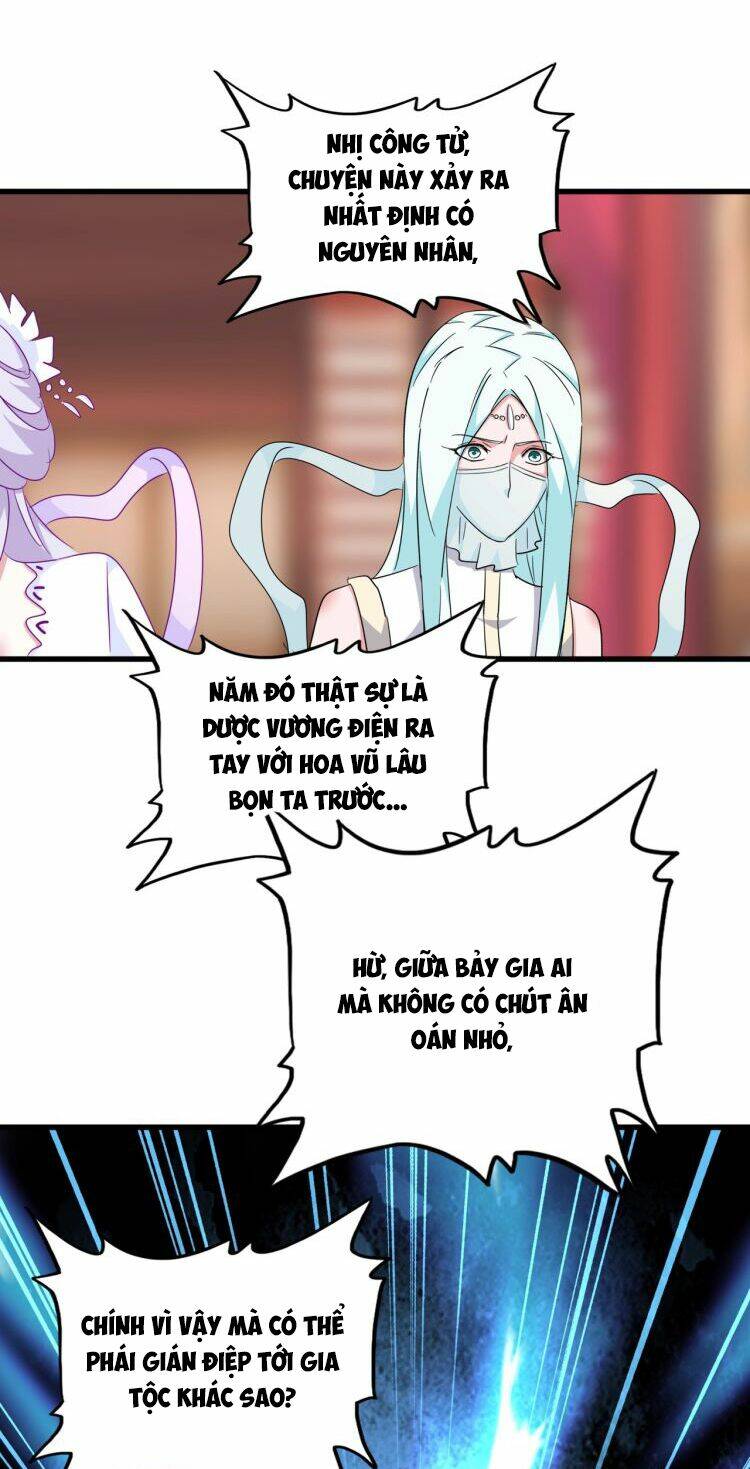 NHỊ CÔNG TỬ,
CHUYỆN NÀY XẢY RA
NHẤT ĐỊNH CÓ
NGUYÊN NHÂN,
NĂM ĐÓ THẬT SỰ LÀ
DƯỢC VƯƠNG ĐIỆN RA
TAY VỚI HOA VŨ LÂU
BỌN TA TRƯỚC...
HỪ, GIỮA BẢY GIA AI
MÀ KHÔNG CÓ CHÚT ÂN
OÁN NHỎ,
CHÍNH VÌ VẬY MÀ CÓ THỂ
PHÁI GIÁN ĐIỆP TỚI GIA
TỘC KHÁC SAO?